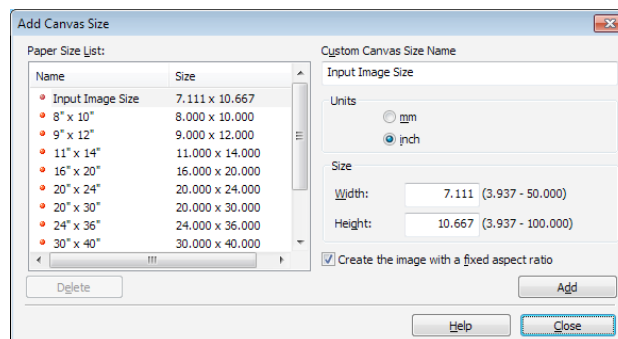 Add Canvas Size
Paper Size List:
Name Size
Input Image Size 7.111 x 10.667
8" x 10" 8.000 x 10.000
9" x 12" 9.000 x 12.000
11" x 14" 11.000 x 14.000
16" x 20" 16.000 x 20.000
20" x 24" 20.000 x 24.000
20" x 30" 20.000 x 30.000
24" x 36" 24.000 x 36.000
30" x 40" 30.000 x 40.000
Delete
Custom Canvas Size Name
Input Image Size
Units
mm
inch
Size
Width: 7.111 (3.937 - 50.000)
Height: 10.667 (3.937 - 100.000)
Create the image with a fixed aspect ratio
Add
Help Close